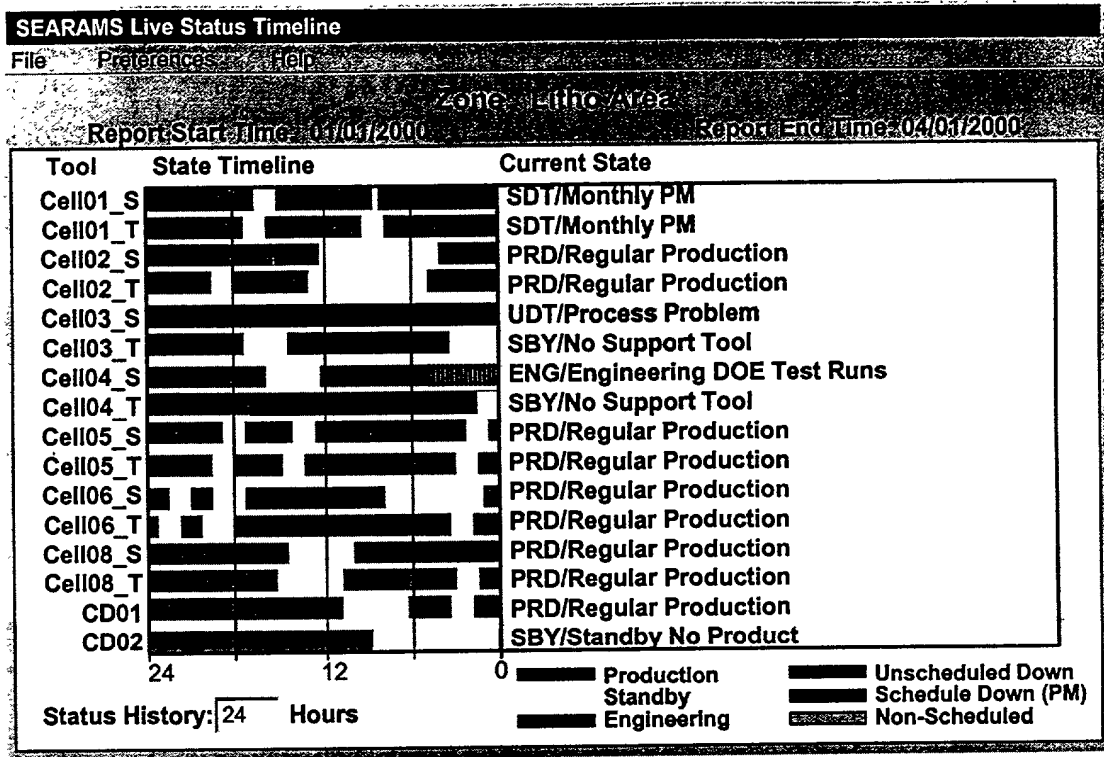 SEARAMS Live Status Timeline
File Preferences Help
Zone - Litho Area
Report Start Time: 01/01/2000 Report End Time: 04/01/2000
Tool State Timeline Current State
Cell01_S SDT/Monthly PM
Cell01_T SDT/Monthly PM
Cell02_S PRD/Regular Production
Cell02_T PRD/Regular Production
Cell03_S UDT/Process Problem
Cell03_T SBY/No Support Tool
Cell04_S ENG/Engineering DOE Test Runs
Cell04_T SBY/No Support Tool
Cell05_S PRD/Regular Production
Cell05_T PRD/Regular Production
Cell06_S PRD/Regular Production
Cell06_T PRD/Regular Production
Cell08_S PRD/Regular Production
Cell08_T PRD/Regular Production
CD01 PRD/Regular Production
CD02 SBY/Standby No Product
24 12 0
Production Unscheduled Down
Standby Schedule Down (PM)
Engineering Non-Scheduled
Status History: 24 Hours